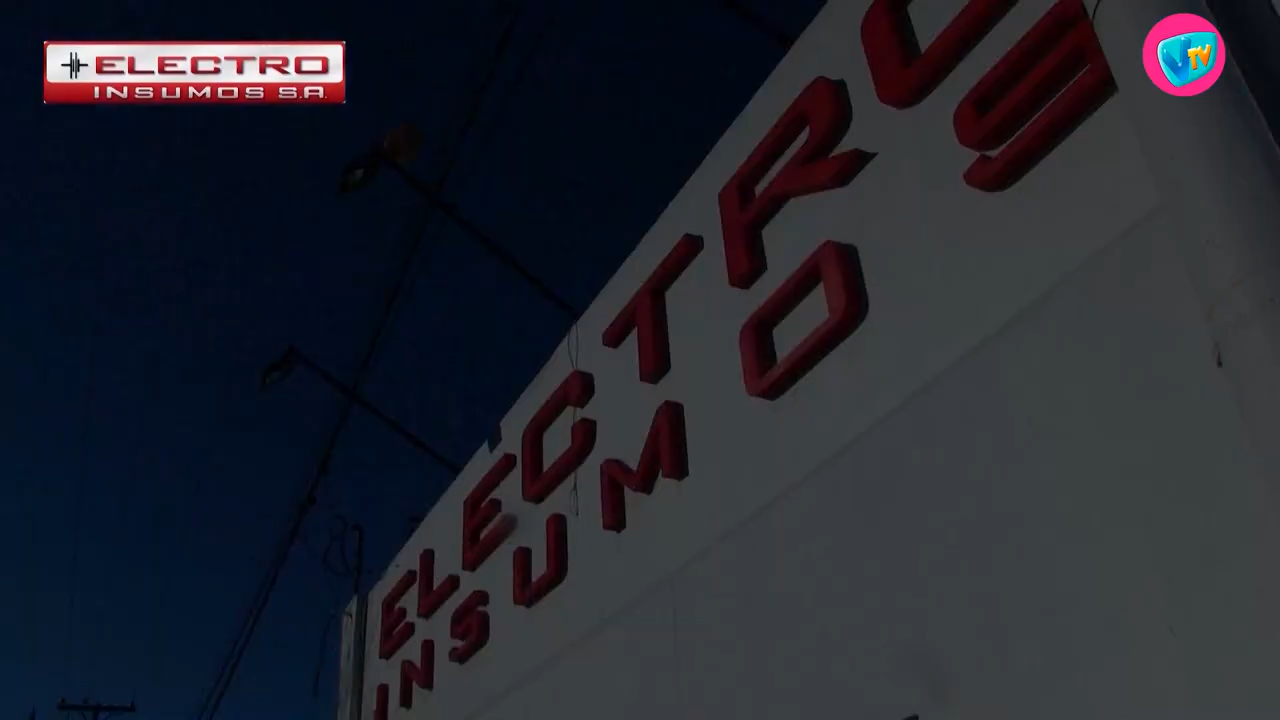 ELECTRO
INSUMOS S.A.
TV
ELECTRO
INSUMOS